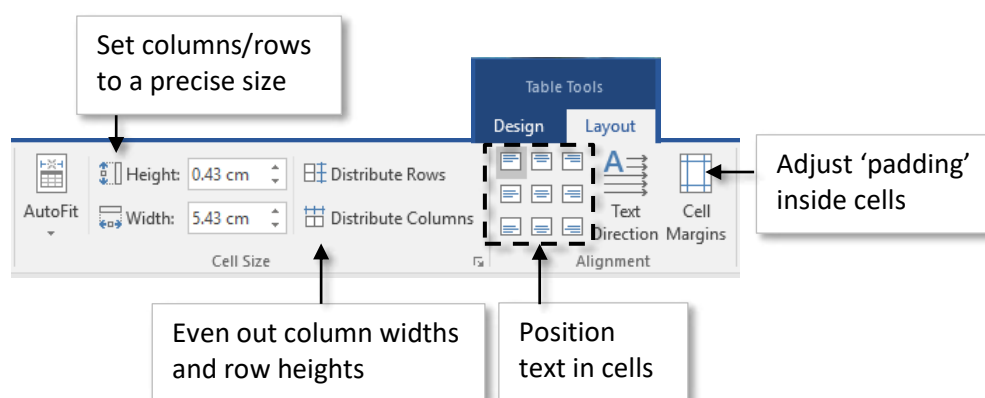 Set columns/rows
to a precise size
Table Tools
Design Layout
Height: 0.43 cm Distribute Rows
Width: 5.43 cm Distribute Columns
AutoFit
A
Text
Direction
Cell
Margins
Cell Size
Alignment
Adjust ‘padding’
inside cells
Even out column widths
and row heights
Position
text in cells